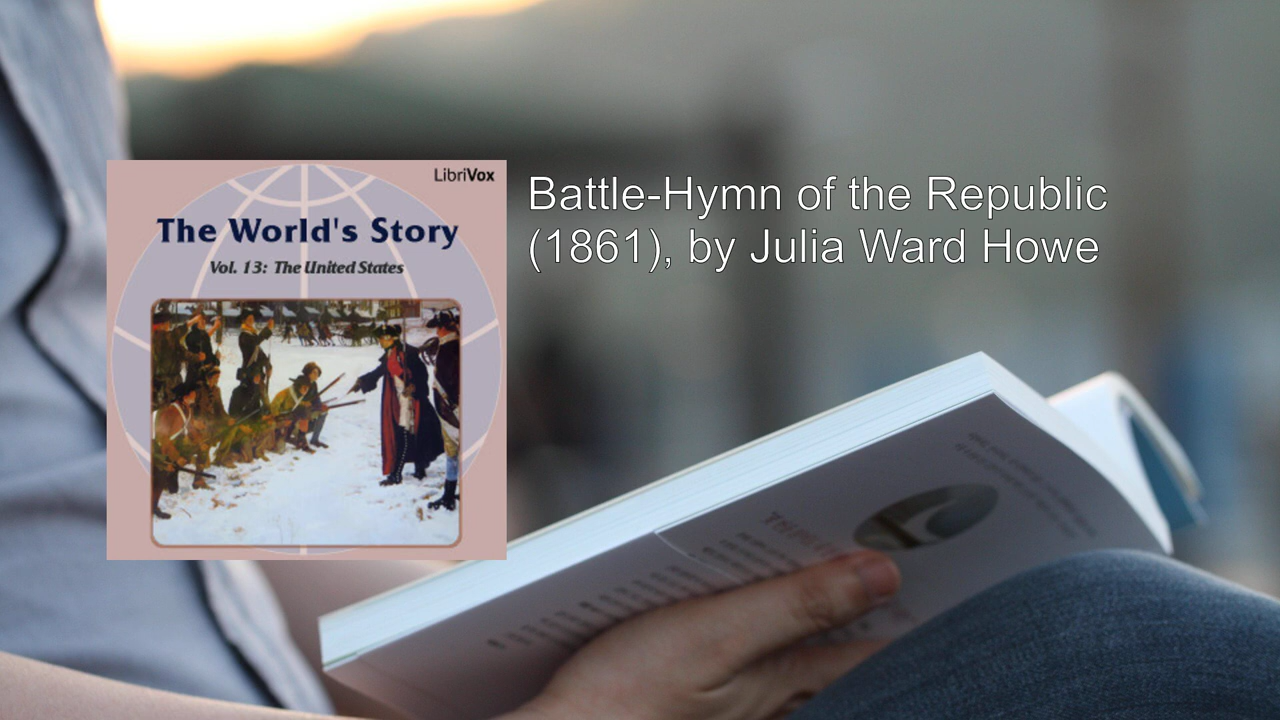 LibriVox
The World's Story
Vol. 13: The United States
Battle-Hymn of the Republic
(1861), by Julia Ward Howe